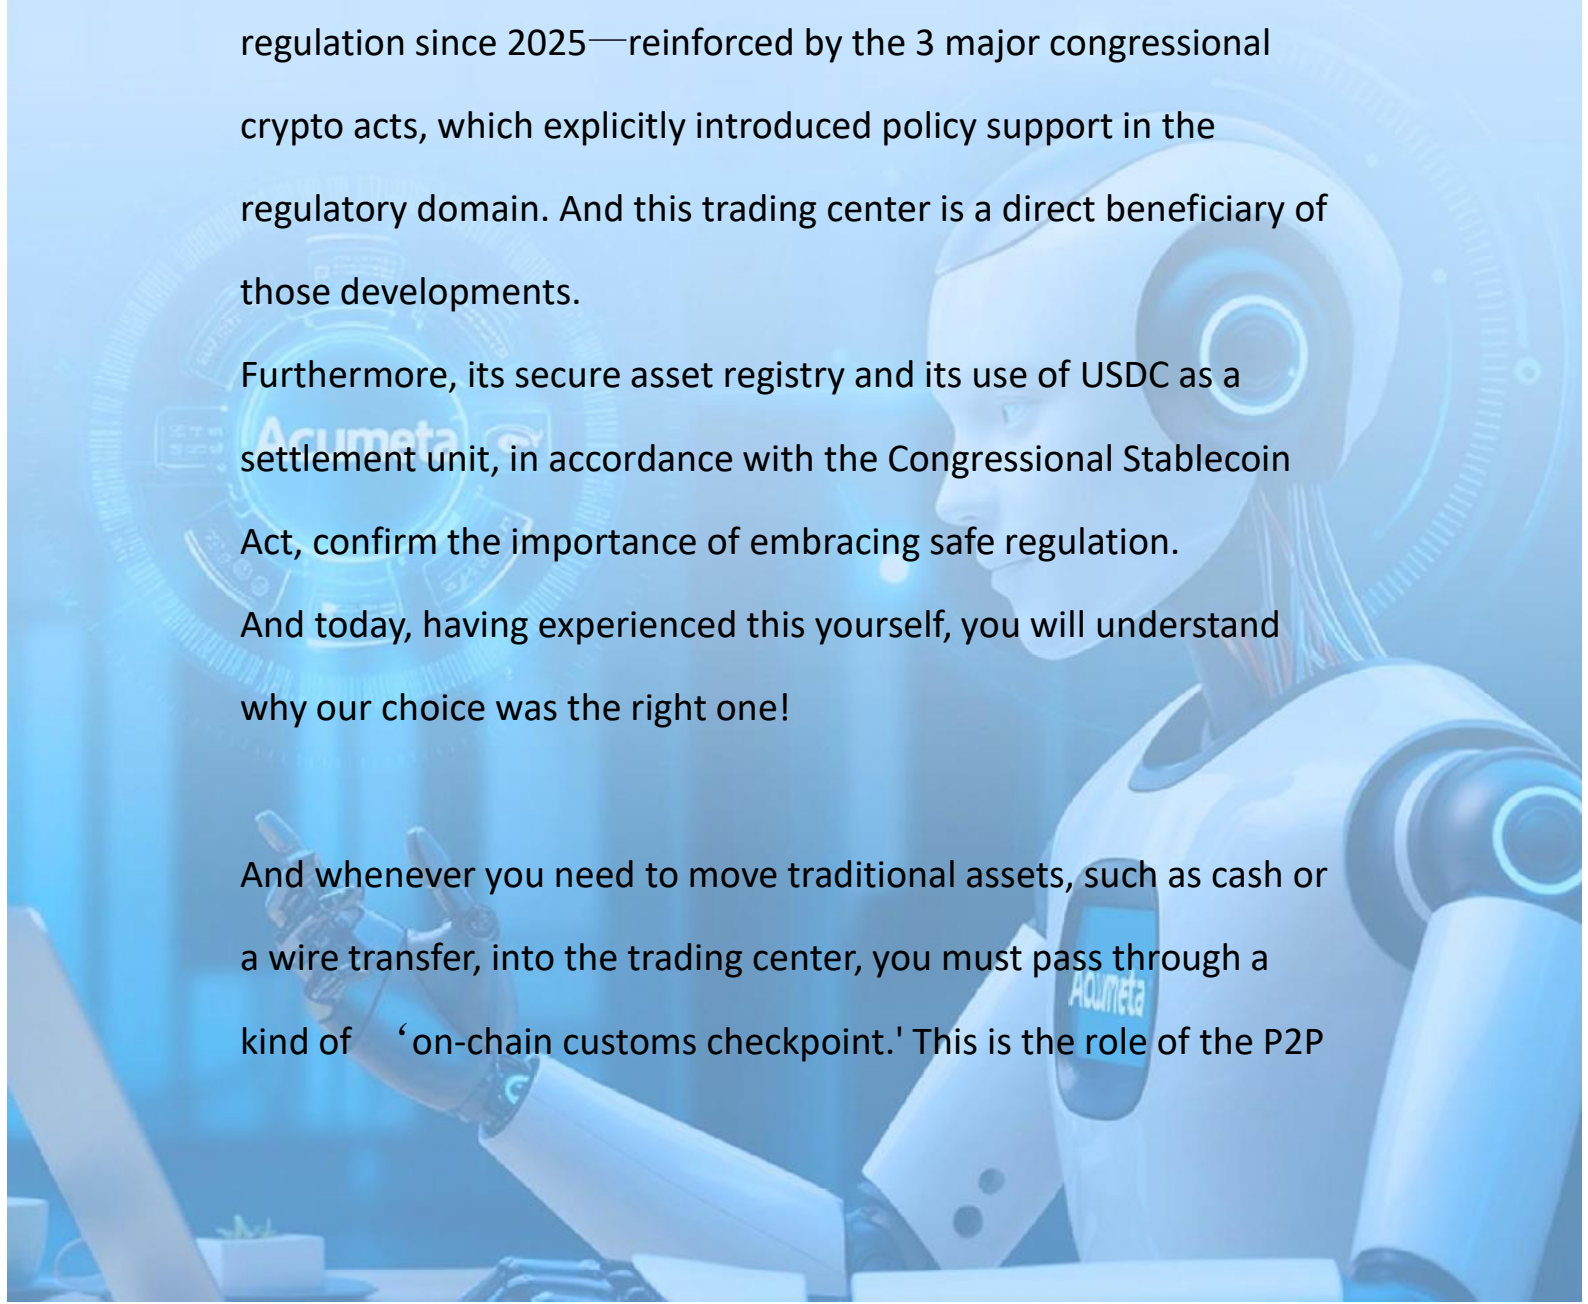 regulation since 2025—reinforced by the 3 major congressional
crypto acts, which explicitly introduced policy support in the
regulatory domain. And this trading center is a direct beneficiary of
those developments.
Furthermore, its secure asset registry and its use of USDC as a
Acumeta
settlement unit, in accordance with the Congressional Stablecoin
Act, confirm the importance of embracing safe regulation.
And today, having experienced this yourself, you will understand
why our choice was the right one!
And whenever you need to move traditional assets, such as cash or
a wire transfer, into the trading center, you must pass through a
Acumeta
kind of ‘on-chain customs checkpoint.' This is the role of the P2P